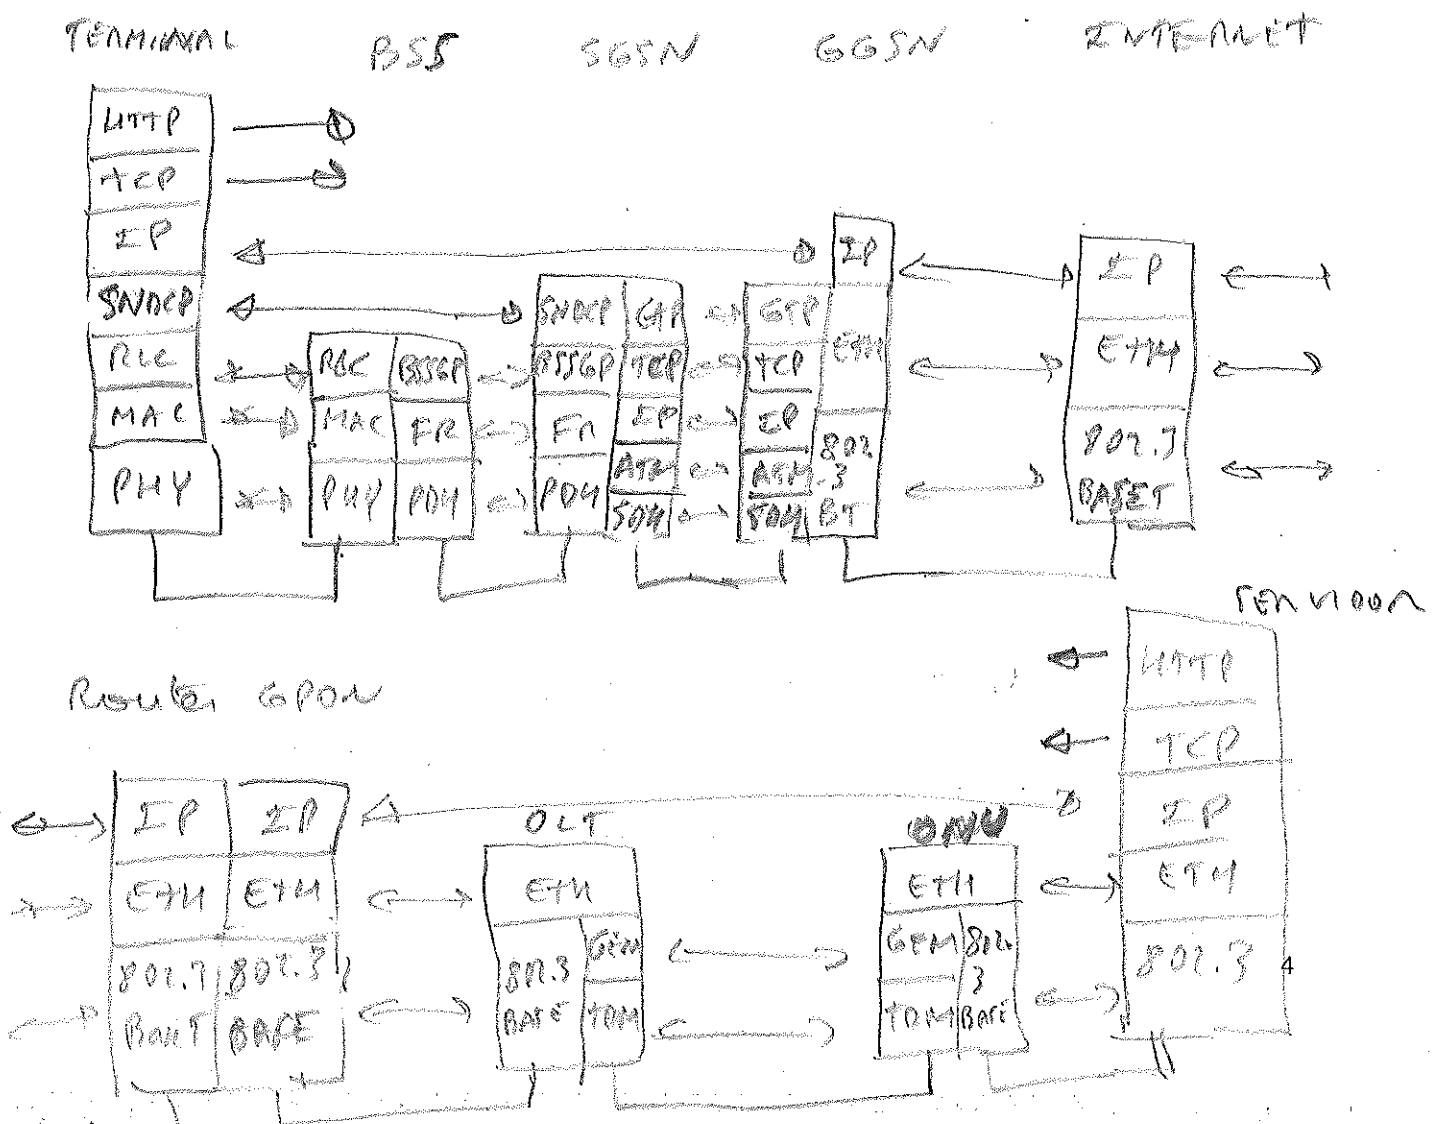 TERMINAL BSS SGSN GGSN INTERNET
HTTP
TCP
IP IP IP
SNDCP SNDCP GTP GTP ETH ETH
RLC RLC BSSGP BSSGP TCP TCP
MAC MAC FR FR IP IP 802 802.3
PHY PHY PDH PDH ATM ATM .3 BASET
SDH SDH BT
SERVIDOR
HTTP
Router GPON
TCP
IP IP OLT ONU IP
ETH ETH ETH ETH ETH
802.3 802.3 802.3 GEM GEM 802. 802.3 4
3
BASET BASE BASE TDM TDM BASE